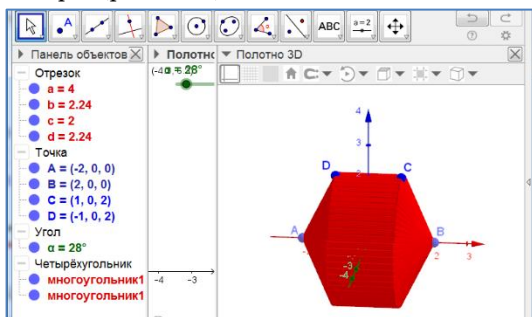 A ABC a=2
Панель объектов
Полотно
Полотно 3D
Отрезок
a = 4
b = 2.24
c = 2
d = 2.24
Точка
A = (-2, 0, 0)
B = (2, 0, 0)
C = (1, 0, 2)
D = (-1, 0, 2)
Угол
α = 28°
Четырёхугольник
многоугольник1
многоугольник1
α = 28°
-4 -3
4
3
D C
A B
2 3
-3
-4